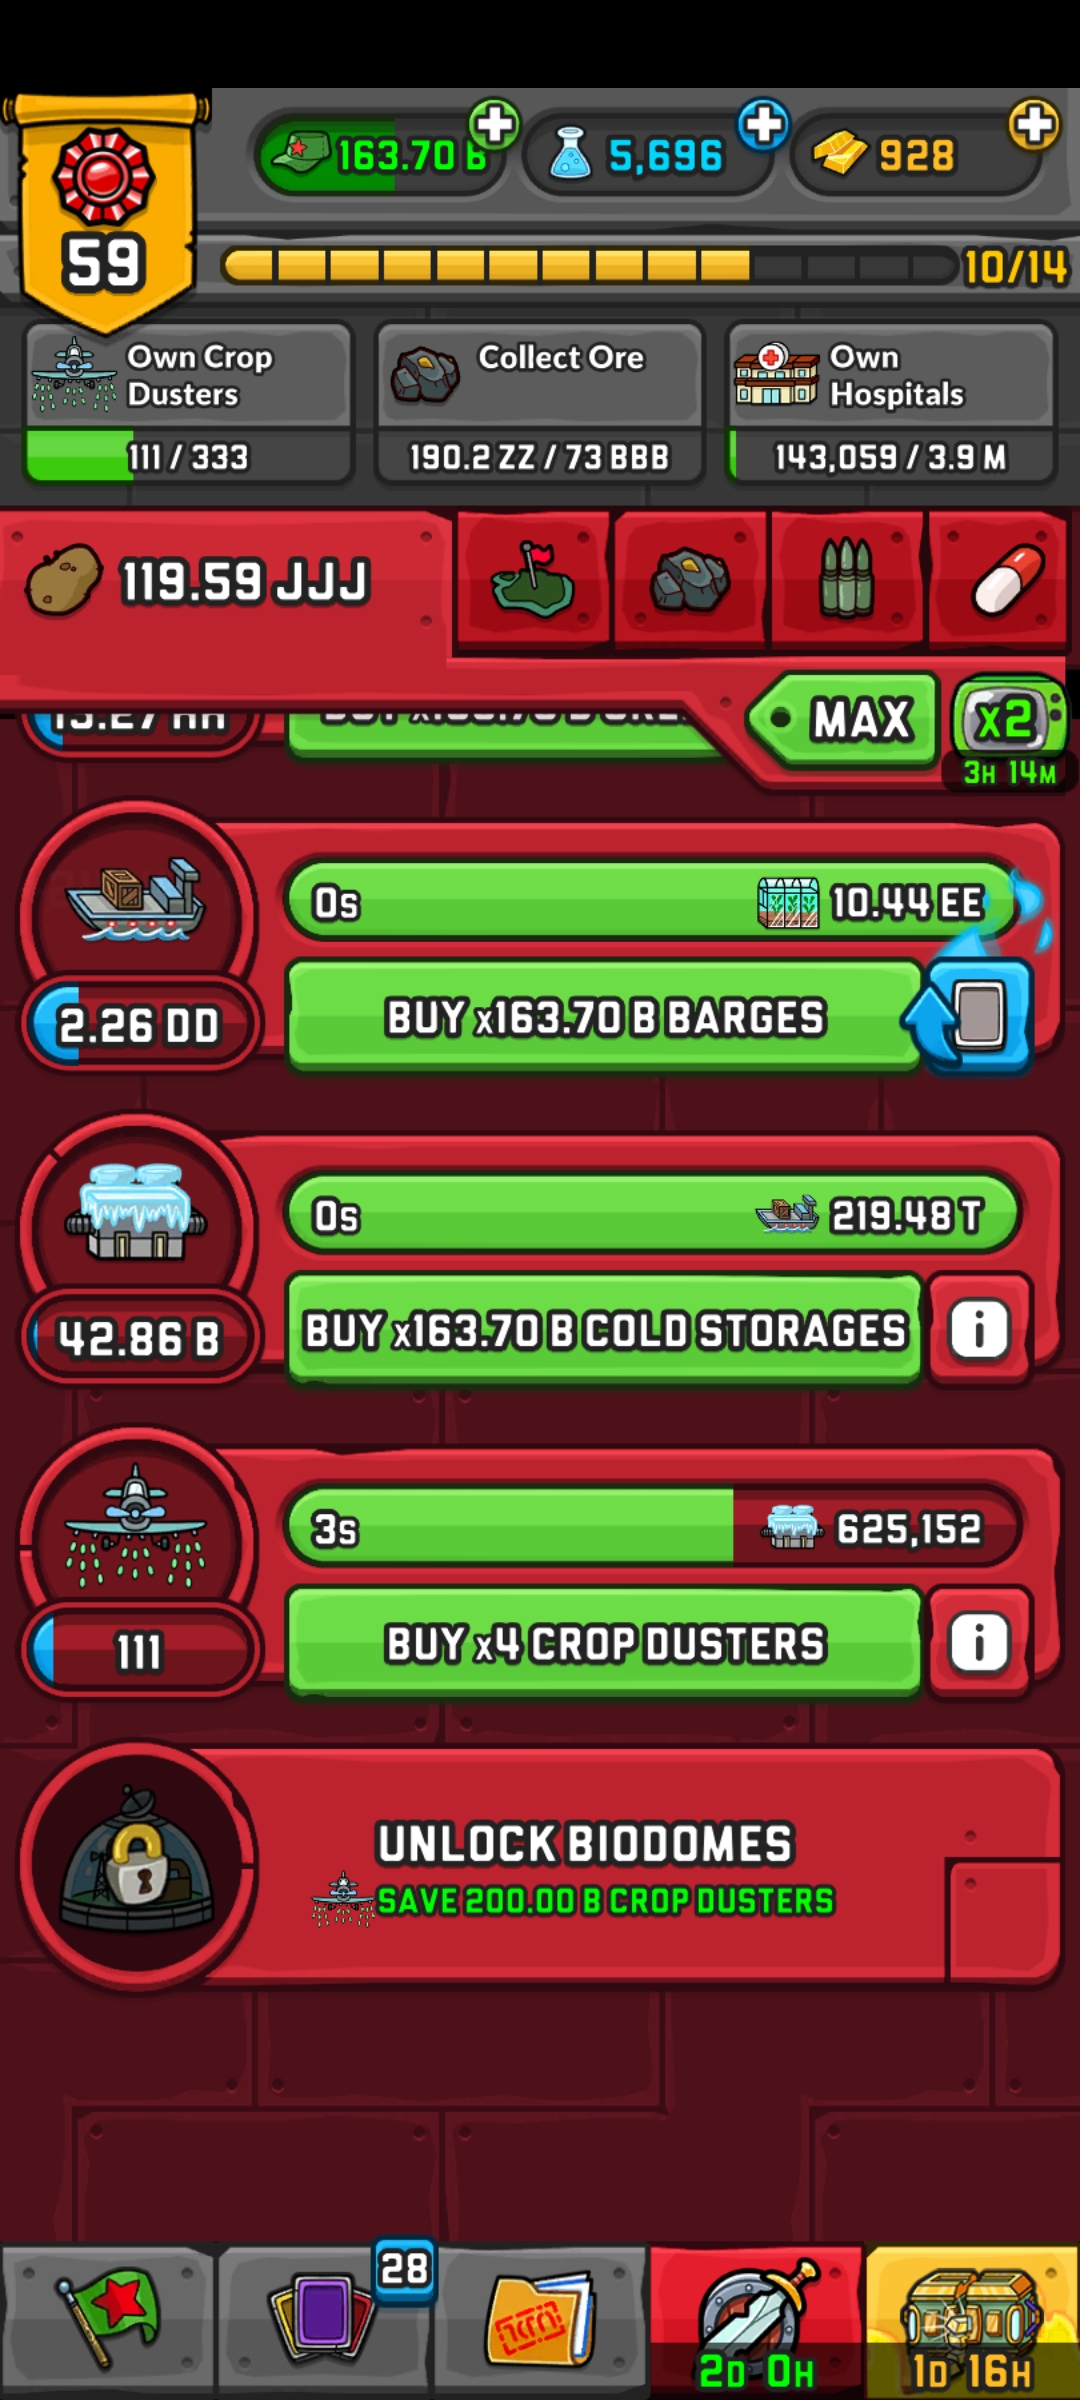 163.70 B
5,696
928
59
10/14
Own Crop
Dusters
111 / 333
Collect Ore
190.2 ZZ / 73 BBB
Own
Hospitals
143,059 / 3.9 M
119.59 JJJ
MAX
x2
3H 14M
0s
10.44 EE
2.26 DD
BUY x163.70 B BARGES
0s
219.48 T
42.86 B
BUY x163.70 B COLD STORAGES
i
3s
625,152
111
BUY x4 CROP DUSTERS
i
UNLOCK BIODOMES
SAVE 200.00 B CROP DUSTERS
28
2D 0H
1D 16H